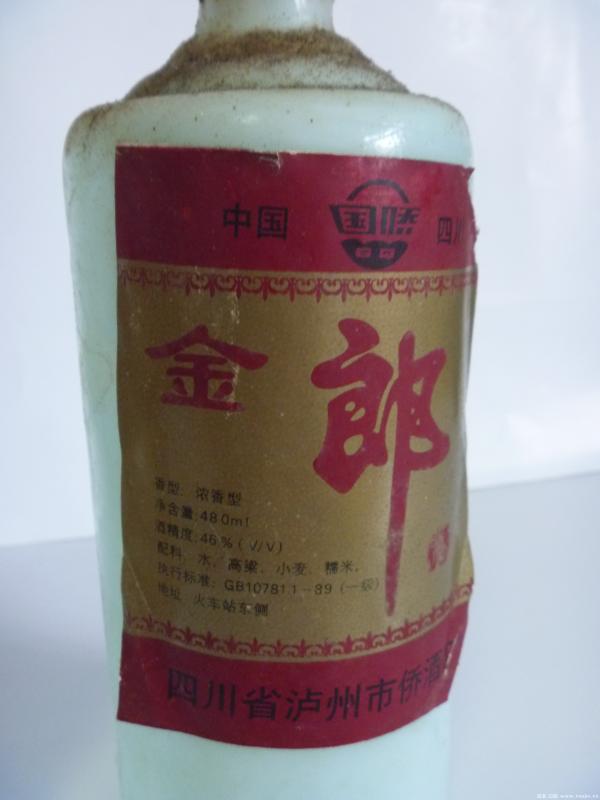 中国 国侨 四川
金郎
香型: 浓香型
净含量: 480ml
酒精度: 46%(V/V)
配料: 水、高粱、小麦、糯米。
执行标准: GB10781.1-89(一级)
地址: 火车站东侧
四川省泸州市侨酒